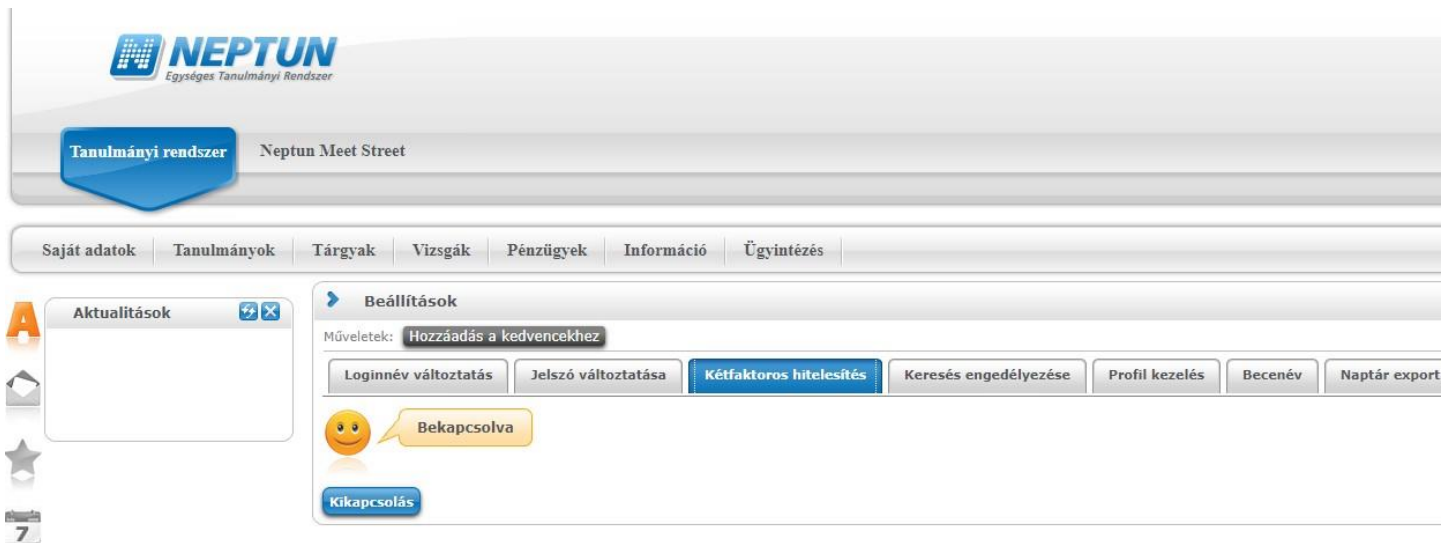 NEPTUN
Egységes Tanulmányi Rendszer
Tanulmányi rendszer Neptun Meet Street
Saját adatok Tanulmányok Tárgyak Vizsgák Pénzügyek Információ Ügyintézés
Aktualitások
Beállítások
Műveletek: Hozzáadás a kedvencekhez
Loginnév változtatás Jelszó változtatása Kétfaktoros hitelesítés Keresés engedélyezése Profil kezelés Becenév Naptár export
Bekapcsolva
Kikapcsolás
A
7